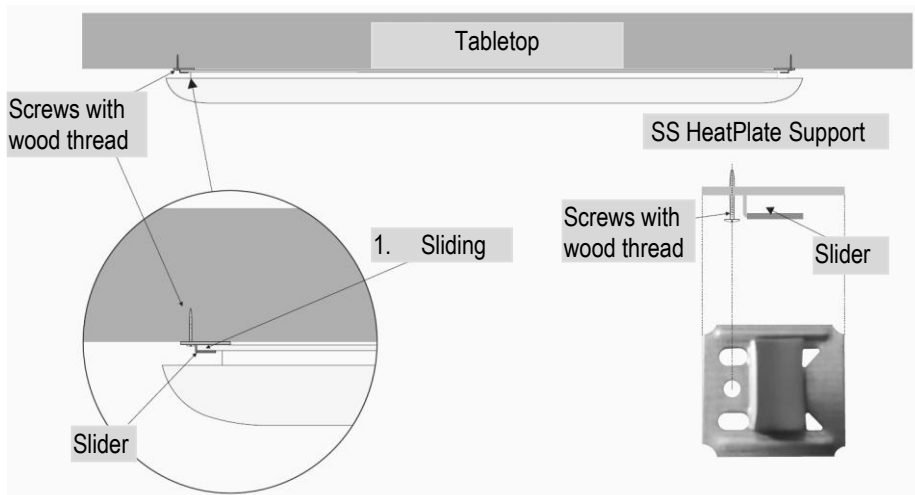 Tabletop
Screws with
wood thread
SS HeatPlate Support
Screws with
wood thread
1. Sliding
Slider
Slider